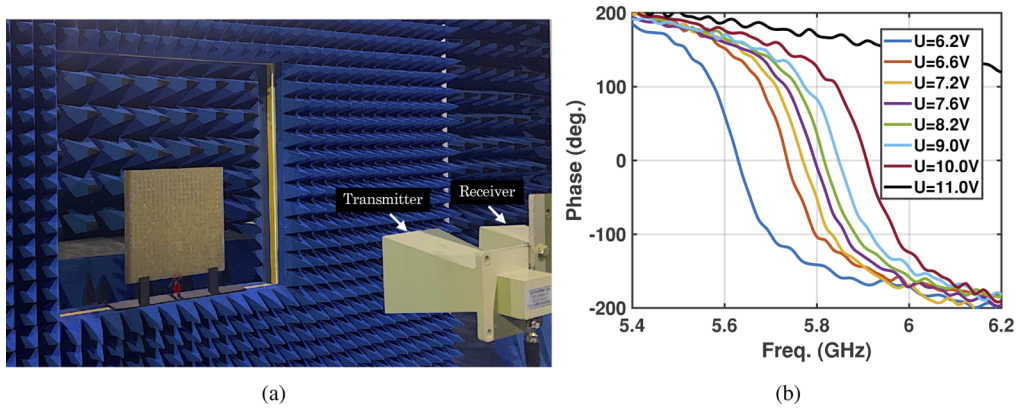 Transmitter
Receiver
(a)
200
100
0
-100
-200
5.4
5.6
5.8
6
6.2
Phase (deg.)
Freq. (GHz)
U=6.2V
U=6.6V
U=7.2V
U=7.6V
U=8.2V
U=9.0V
U=10.0V
U=11.0V
(b)